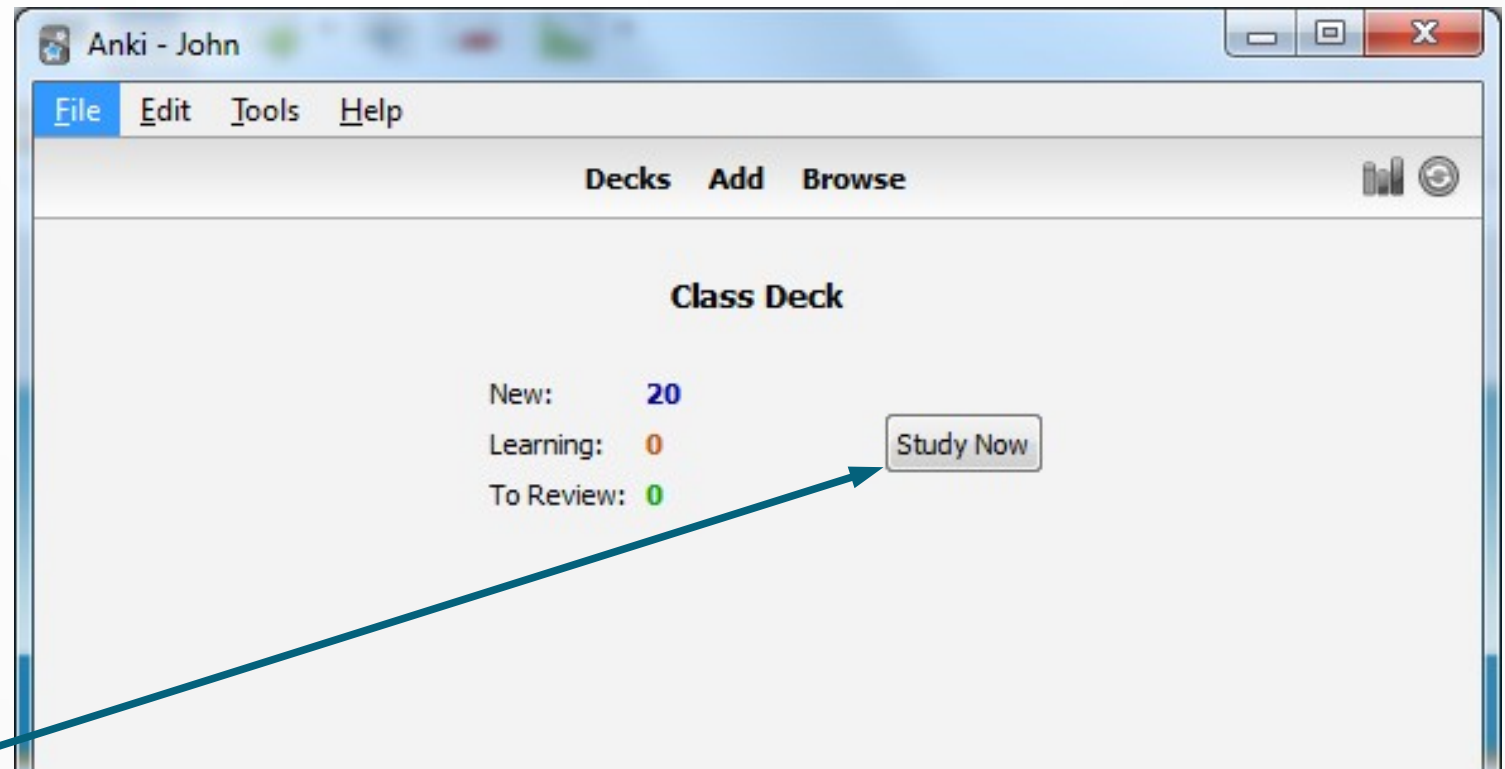 Anki - John
File Edit Tools Help
Decks Add Browse
Class Deck
New: 20
Learning: 0
Study Now
To Review: 0